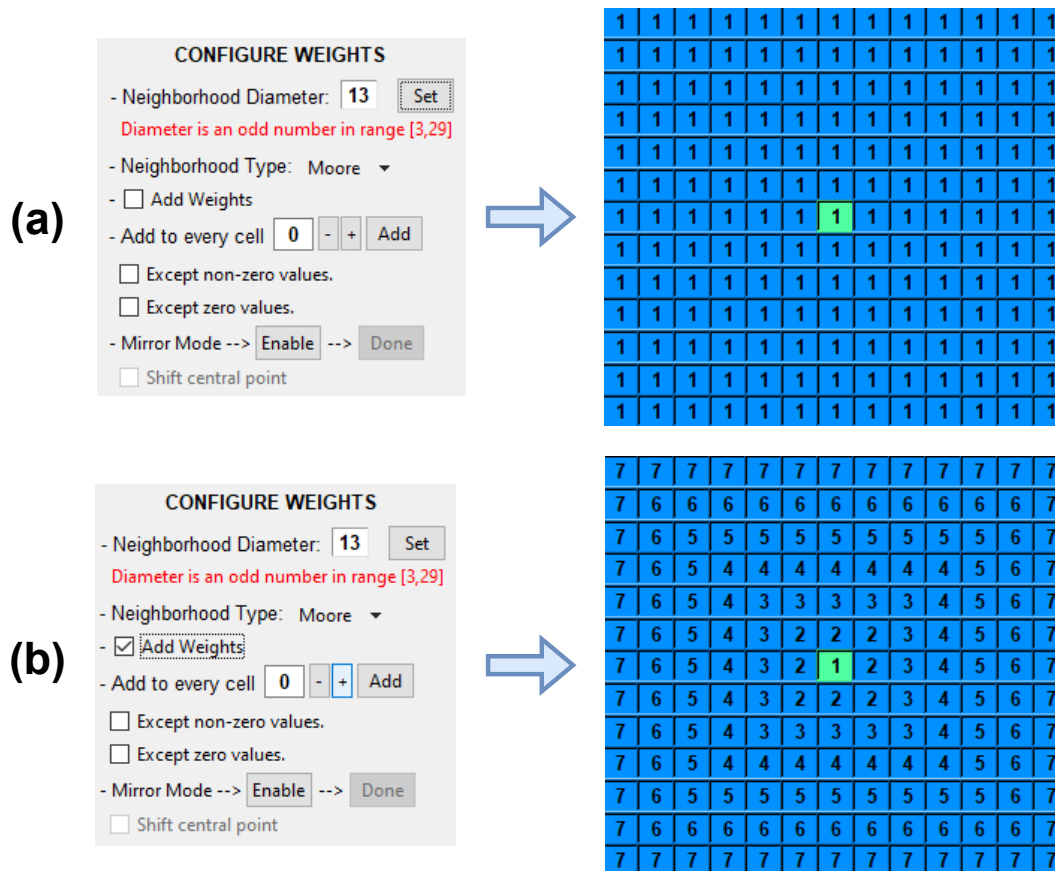 1 1 1 1 1 1 1 1 1 1 1 1 1
CONFIGURE WEIGHTS
1 1 1 1 1 1 1 1 1 1 1 1 1
1 1 1 1 1 1 1 1 1 1 1 1 1
- Neighborhood Diameter: 13 Set
1 1 1 1 1 1 1 1 1 1 1 1 1
Diameter is an odd number in range [3,29]
1 1 1 1 1 1 1 1 1 1 1 1 1
- Neighborhood Type: Moore
1 1 1 1 1 1 1 1 1 1 1 1 1
- Add Weights
(a)
1 1 1 1 1 1 1 1 1 1 1 1 1
- Add to every cell 0 - + Add
1 1 1 1 1 1 1 1 1 1 1 1 1
Except non-zero values.
1 1 1 1 1 1 1 1 1 1 1 1 1
Except zero values.
1 1 1 1 1 1 1 1 1 1 1 1 1
- Mirror Mode --> Enable --> Done
1 1 1 1 1 1 1 1 1 1 1 1 1
Shift central point
1 1 1 1 1 1 1 1 1 1 1 1 1
1 1 1 1 1 1 1 1 1 1 1 1 1
7 7 7 7 7 7 7 7 7 7 7 7 7
CONFIGURE WEIGHTS
7 6 6 6 6 6 6 6 6 6 6 6 7
7 6 5 5 5 5 5 5 5 5 5 6 7
- Neighborhood Diameter: 13 Set
7 6 5 4 4 4 4 4 4 4 5 6 7
Diameter is an odd number in range [3,29]
7 6 5 4 3 3 3 3 3 4 5 6 7
- Neighborhood Type: Moore
7 6 5 4 3 2 2 2 3 4 5 6 7
- Add Weights
(b)
7 6 5 4 3 2 1 2 3 4 5 6 7
- Add to every cell 0 - + Add
7 6 5 4 3 2 2 2 3 4 5 6 7
Except non-zero values.
7 6 5 4 3 3 3 3 3 4 5 6 7
Except zero values.
7 6 5 4 4 4 4 4 4 4 5 6 7
- Mirror Mode --> Enable --> Done
7 6 5 5 5 5 5 5 5 5 5 6 7
Shift central point
7 6 6 6 6 6 6 6 6 6 6 6 7
7 7 7 7 7 7 7 7 7 7 7 7 7